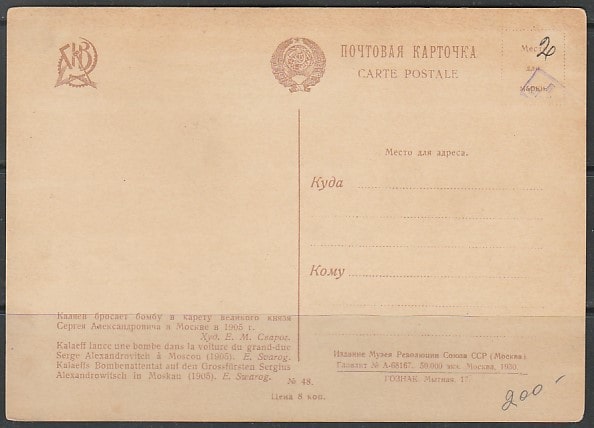 ПОЧТОВАЯ КАРТОЧКА
CARTE POSTALE
Место
для
марки
2
Место для адреса.
Куда
Кому
Каляев бросает бомбу в карету великого князя
Сергея Александровича в Москве в 1905 г.
Худ. Е. М. Сварог.
Kalaeff lance une bombe dans la voiture du grand-duc
Serge Alexandrovitch à Moscou (1905). E. Swarog.
Kalaeffs Bombenattentat auf den Grossfürsten Sergius
Alexandrowitsch in Moskau (1905). E. Swarog.
№ 48.
Цена 8 коп.
Издание Музея Революции Союза ССР (Москва)
Главлит № А-68167. 50.000 экз. Москва, 1930
ГОЗНАК. Мытная, 17
200-